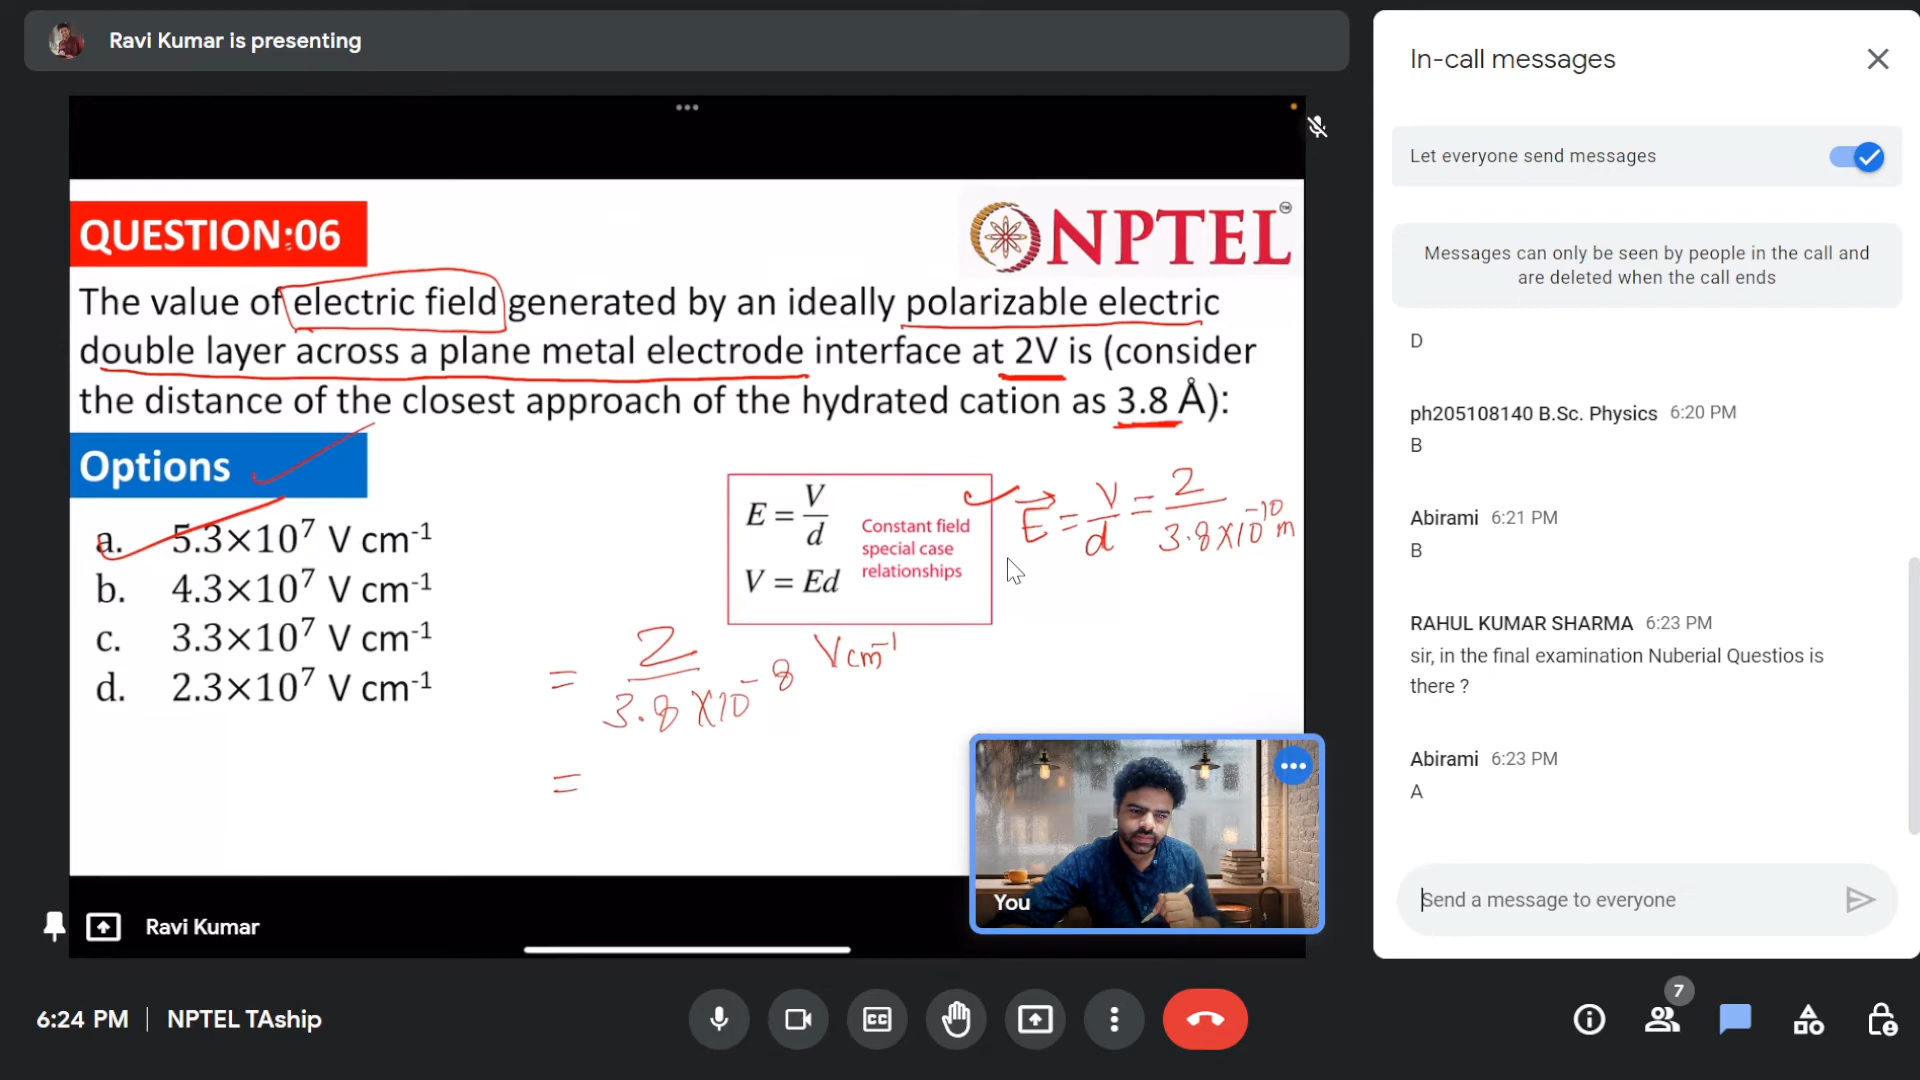 Ravi Kumar is presenting
In-call messages
Let everyone send messages
Messages can only be seen by people in the call and
are deleted when the call ends
D
ph205108140 B.Sc. Physics 6:20 PM
B
Abirami 6:21 PM
B
RAHUL KUMAR SHARMA 6:23 PM
sir, in the final examination Nuberial Questios is
there ?
Abirami 6:23 PM
A
Send a message to everyone
QUESTION:06
NPTEL™
The value of electric field generated by an ideally polarizable electric
double layer across a plane metal electrode interface at 2V is (consider
the distance of the closest approach of the hydrated cation as 3.8 Å):
Options
a. 5.3×10⁷ V cm⁻¹
b. 4.3×10⁷ V cm⁻¹
c. 3.3×10⁷ V cm⁻¹
d. 2.3×10⁷ V cm⁻¹
E = V/d
V = Ed
Constant field
special case
relationships
E⃗ = V/d = 2/3.8×10⁻¹⁰ m
= 2/3.8×10⁻⁸ V cm⁻¹
=
You
Ravi Kumar
6:24 PM | NPTEL TAship
CC
7